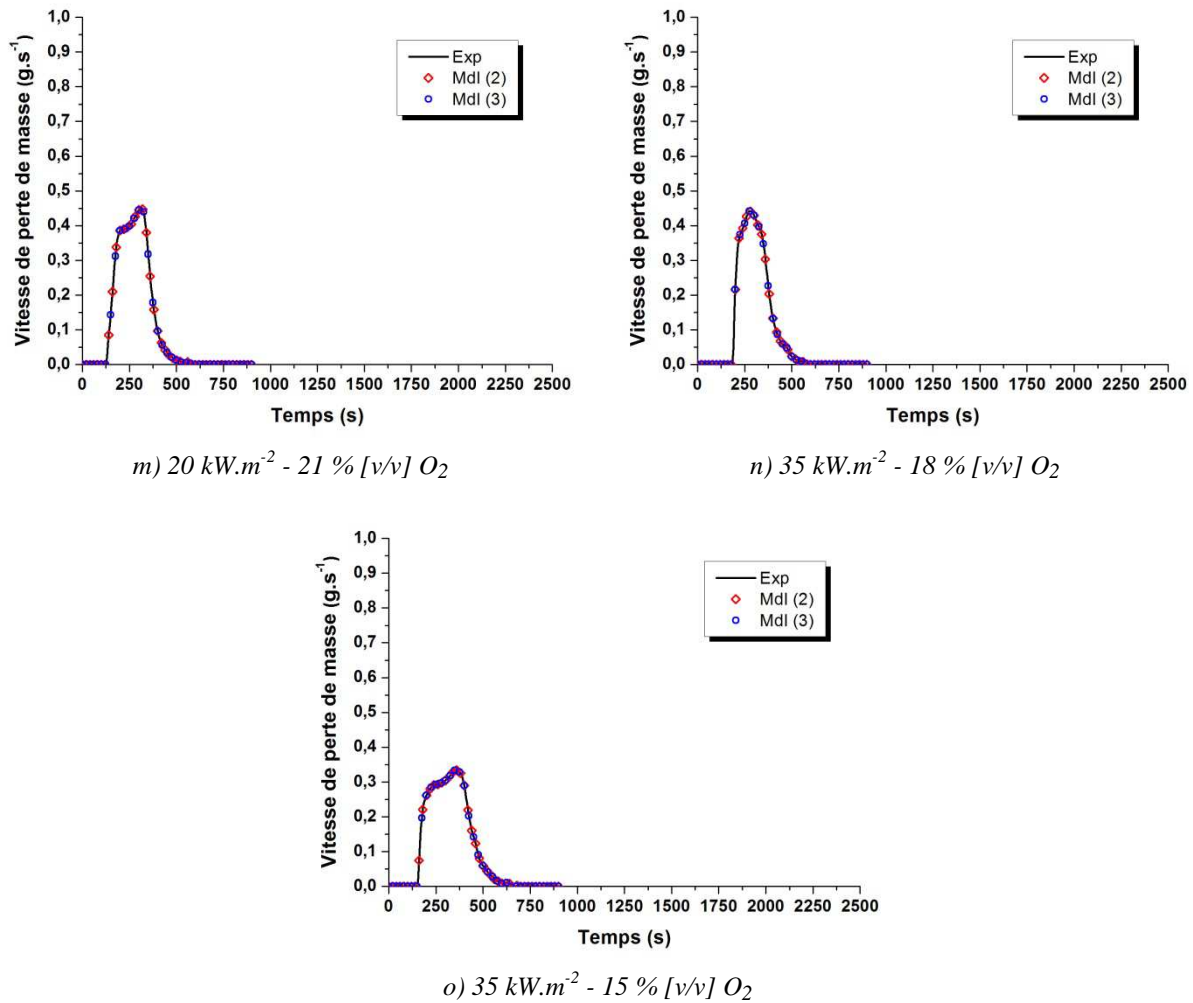 Vitesse de perte de masse (g.s⁻¹)
1,0
0,9
0,8
0,7
0,6
0,5
0,4
0,3
0,2
0,1
0,0
Exp
Mdl (2)
Mdl (3)
0 250 500 750 1000 1250 1500 1750 2000 2250 2500
Temps (s)
m) 20 kW.m⁻² - 21 % [v/v] O₂
Vitesse de perte de masse (g.s⁻¹)
1,0
0,9
0,8
0,7
0,6
0,5
0,4
0,3
0,2
0,1
0,0
Exp
Mdl (2)
Mdl (3)
0 250 500 750 1000 1250 1500 1750 2000 2250 2500
Temps (s)
n) 35 kW.m⁻² - 18 % [v/v] O₂
Vitesse de perte de masse (g.s⁻¹)
1,0
0,9
0,8
0,7
0,6
0,5
0,4
0,3
0,2
0,1
0,0
Exp
Mdl (2)
Mdl (3)
0 250 500 750 1000 1250 1500 1750 2000 2250 2500
Temps (s)
o) 35 kW.m⁻² - 15 % [v/v] O₂